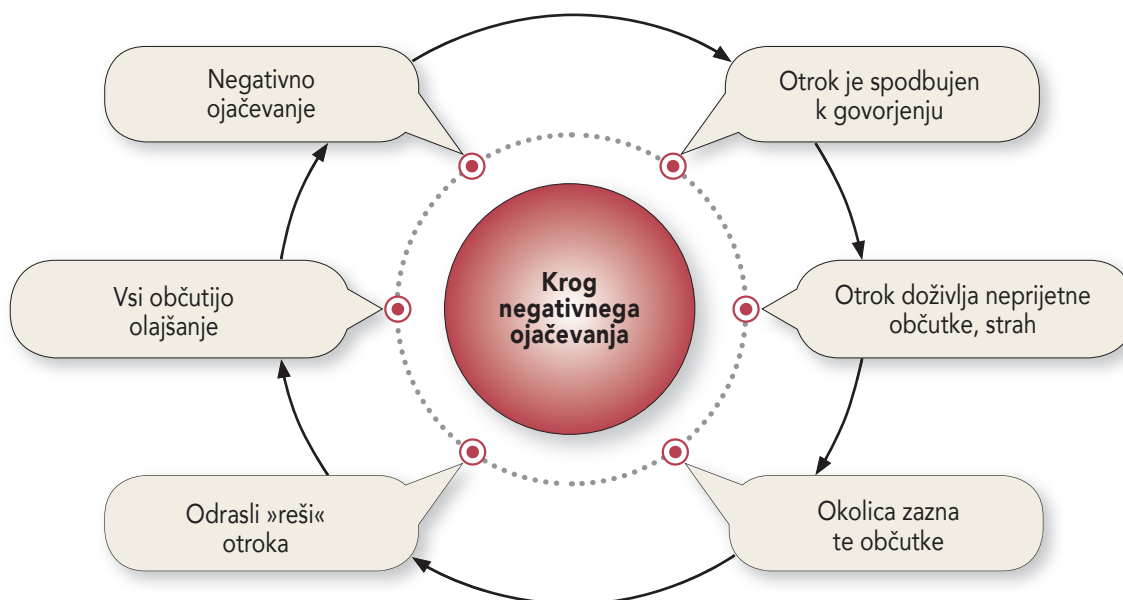 Negativno
ojačevanje
Otrok je spodbujen
k govorjenju
Otrok doživlja neprijetne
občutke, strah
Okolica zazna
te občutke
Odrasli »reši«
otroka
Vsi občutijo
olajšanje
Krog
negativnega
ojačevanja